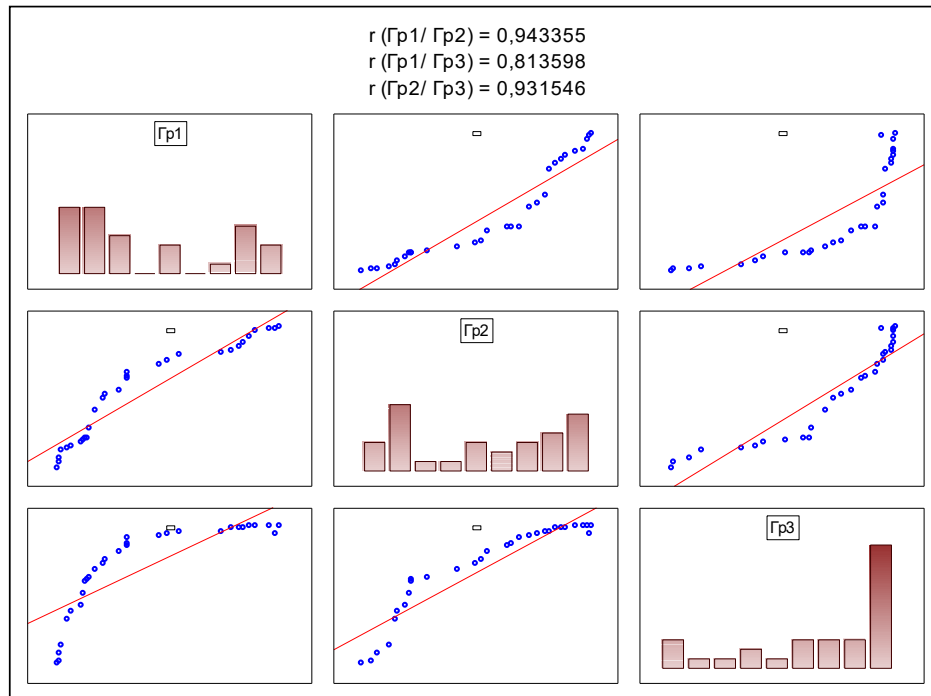 r (Гр1/ Гр2) = 0,943355
r (Гр1/ Гр3) = 0,813598
r (Гр2/ Гр3) = 0,931546
Гр1
Гр2
Гр3